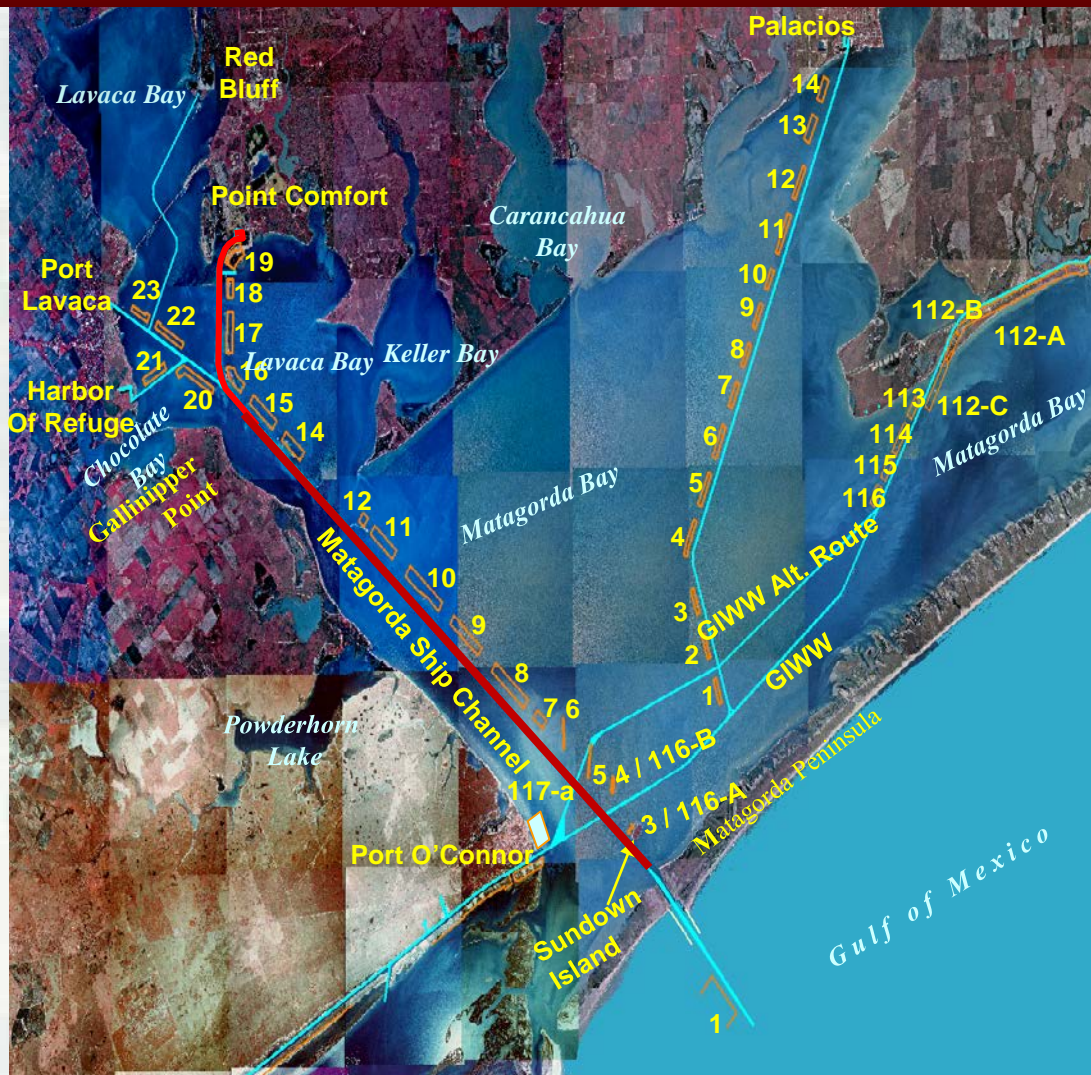 Palacios
Red
Bluff
Lavaca Bay
14
13
12
Point Comfort
Carancahua
Bay
11
19
Port
Lavaca
10
18
23
22
9
112-B
17
112-A
Lavaca Bay
Keller Bay
8
21
16
7
Harbor
Of Refuge
20
15
113
112-C
Chocolate
Bay
14
6
114
Matagorda Bay
Gallinipper
Point
115
5
116
12
11
Matagorda Bay
4
Matagorda Ship Channel
10
3
GIWW Alt. Route
9
2
GIWW
8
1
7
6
Powderhorn
Lake
5
4 / 116-B
117-a
3 / 116-A
Matagorda Peninsula
Port O'Connor
Sundown
Island
Gulf of Mexico
1